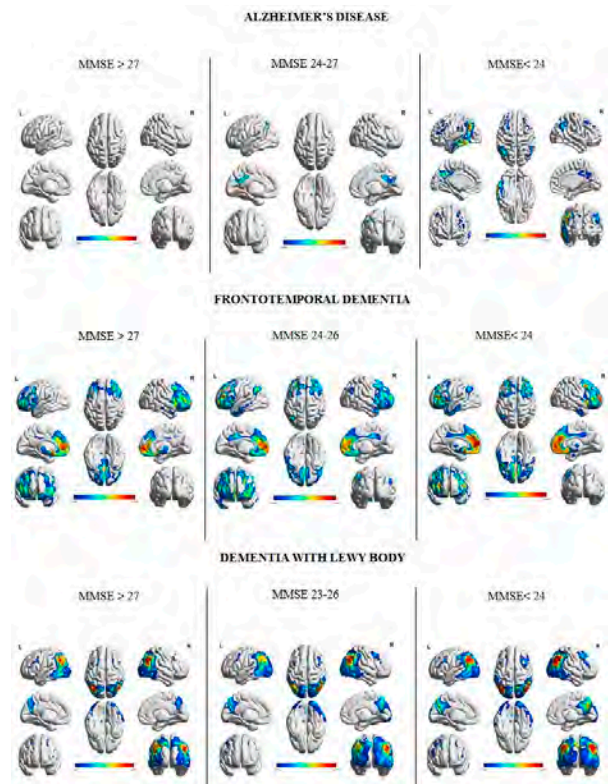 ALZHEIMER'S DISEASE
MMSE > 27
MMSE 24-27
MMSE< 24
L
R
FRONTOTEMPORAL DEMENTIA
MMSE > 27
MMSE 24-26
MMSE< 24
L
R
DEMENTIA WITH LEWY BODY
MMSE > 27
MMSE 23-26
MMSE< 24
L
R